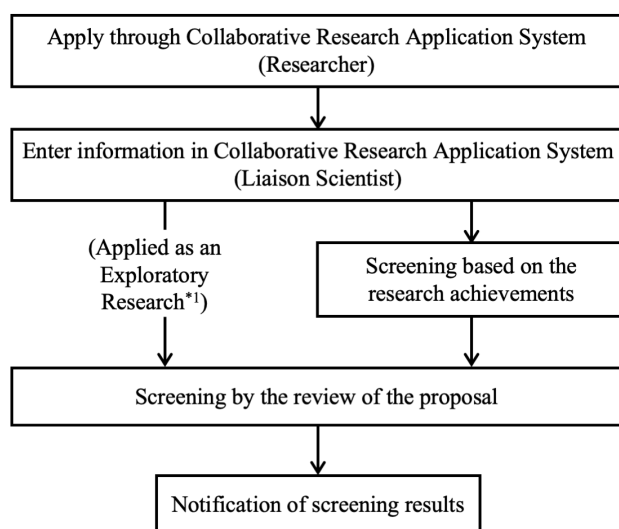 Apply through Collaborative Research Application System
(Researcher)
Enter information in Collaborative Research Application System
(Liaison Scientist)
(Applied as an
Exploratory
Research*1)
Screening based on the
research achievements
Screening by the review of the proposal
Notification of screening results